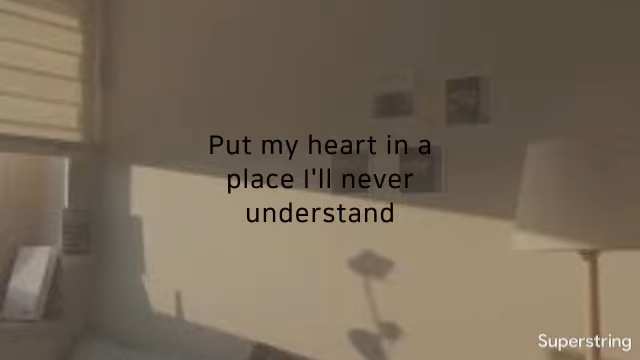 Put my heart in a
place I'll never
understand
Superstring